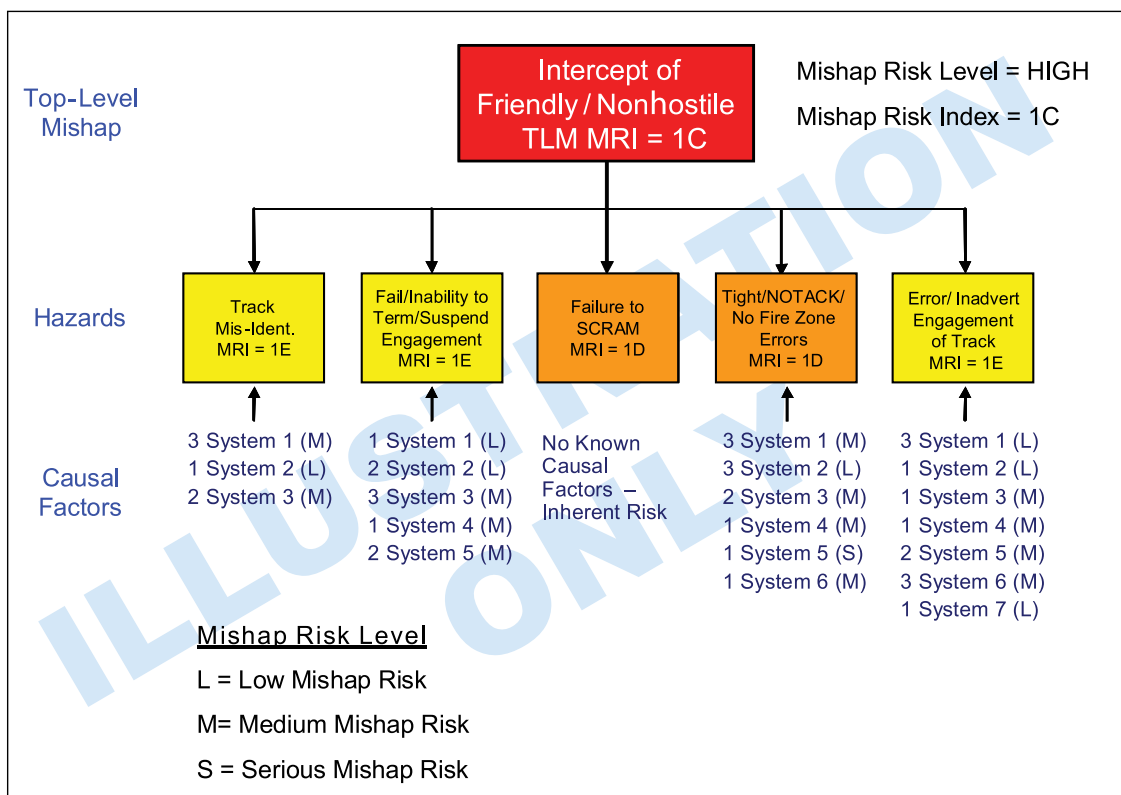 Top-Level
Mishap
Intercept of
Friendly / Nonhostile
TLM MRI = 1C
Mishap Risk Level = HIGH
Mishap Risk Index = 1C
Hazards
Track
Mis-Ident.
MRI = 1E
Fail/Inability to
Term/Suspend
Engagement
MRI = 1E
Failure to
SCRAM
MRI = 1D
Tight/NOTACK/
No Fire Zone
Errors
MRI = 1D
Error/ Inadvert
Engagement
of Track
MRI = 1E
Causal
Factors
3 System 1 (M)
1 System 2 (L)
2 System 3 (M)
1 System 1 (L)
2 System 2 (L)
3 System 3 (M)
1 System 4 (M)
2 System 5 (M)
No Known
Causal
Factors –
Inherent Risk
3 System 1 (M)
3 System 2 (L)
2 System 3 (M)
1 System 4 (M)
1 System 5 (S)
1 System 6 (M)
3 System 1 (L)
1 System 2 (L)
1 System 3 (M)
1 System 4 (M)
2 System 5 (M)
3 System 6 (M)
1 System 7 (L)
Mishap Risk Level
L = Low Mishap Risk
M= Medium Mishap Risk
S = Serious Mishap Risk
ILLUSTRATION
ONLY